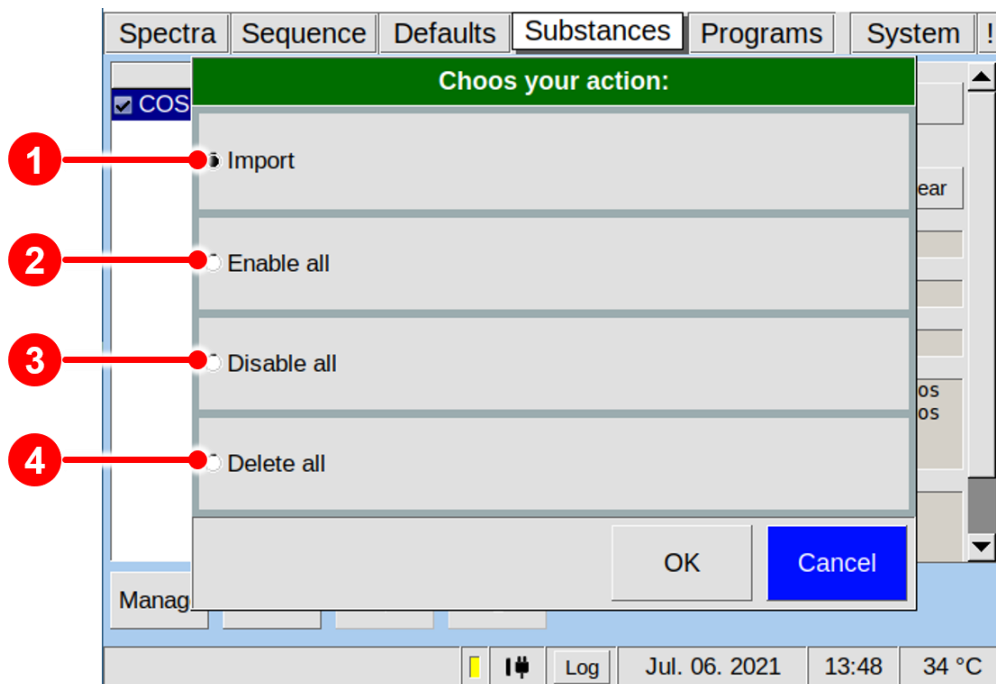 Spectra Sequence Defaults Substances Programs System !
Choos your action:
COS
1 Import
ear
2 Enable all
3 Disable all
os
os
4 Delete all
OK Cancel
Manag
Log Jul. 06. 2021 13:48 34 °C